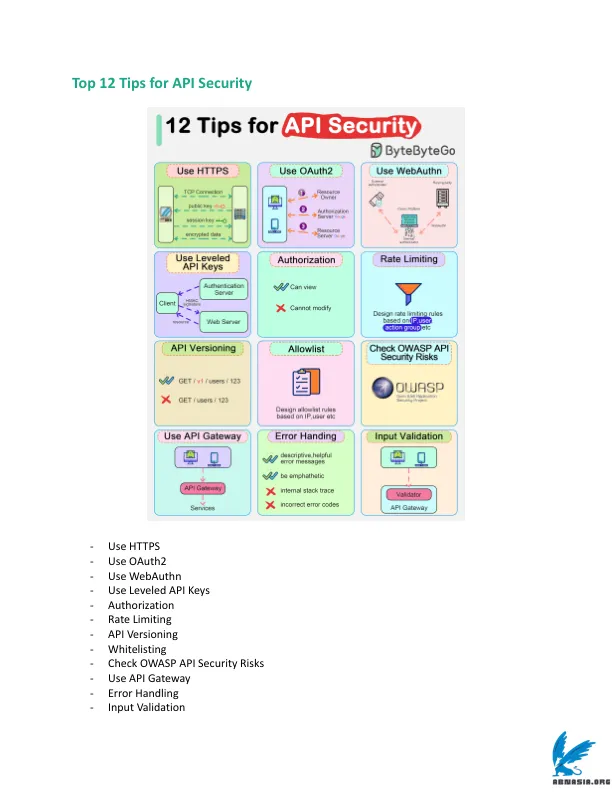 Top 12 Tips for API Security
12 Tips for API Security
ByteByteGo
Use HTTPS
TCP Connection
public key
session key
encrypted data
Use OAuth2
Resource
Owner
Authorization
Server
Resource
Server
Use WebAuthn
Use Leveled
API Keys
Authentication
Server
Client
Web Server
Authorization
Can view
Cannot modify
Rate Limiting
Design rate limiting rules
based on IP,user
action group etc
API Versioning
GET / v1 / users / 123
GET / users / 123
Allowlist
Design allowlist rules
based on IP,user etc
Check OWASP API
Security Risks
OWASP
Use API Gateway
API Gateway
Services
Error Handing
descriptive,helpful
error messages
be emphathetic
internal stack trace
incorrect error codes
Input Validation
Validator
API Gateway
- Use HTTPS
- Use OAuth2
- Use WebAuthn
- Use Leveled API Keys
- Authorization
- Rate Limiting
- API Versioning
- Whitelisting
- Check OWASP API Security Risks
- Use API Gateway
- Error Handling
- Input Validation
ABNASIA.ORG